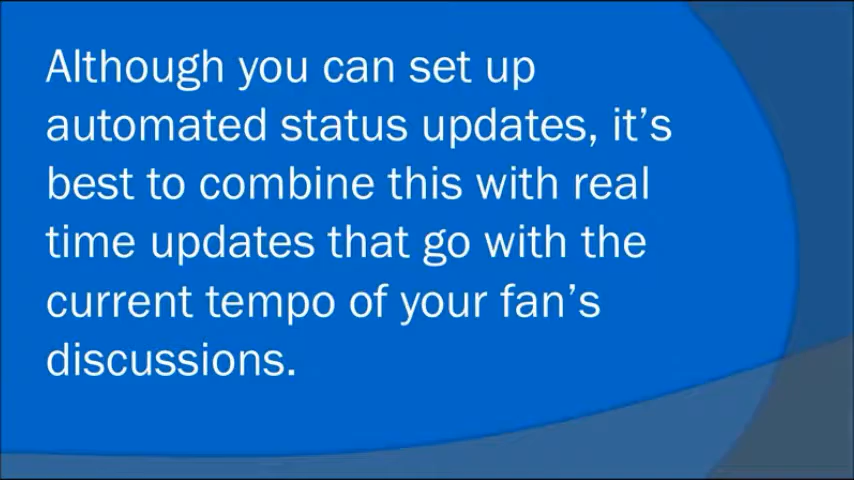 Although you can set up
automated status updates, it’s
best to combine this with real
time updates that go with the
current tempo of your fan’s
discussions.